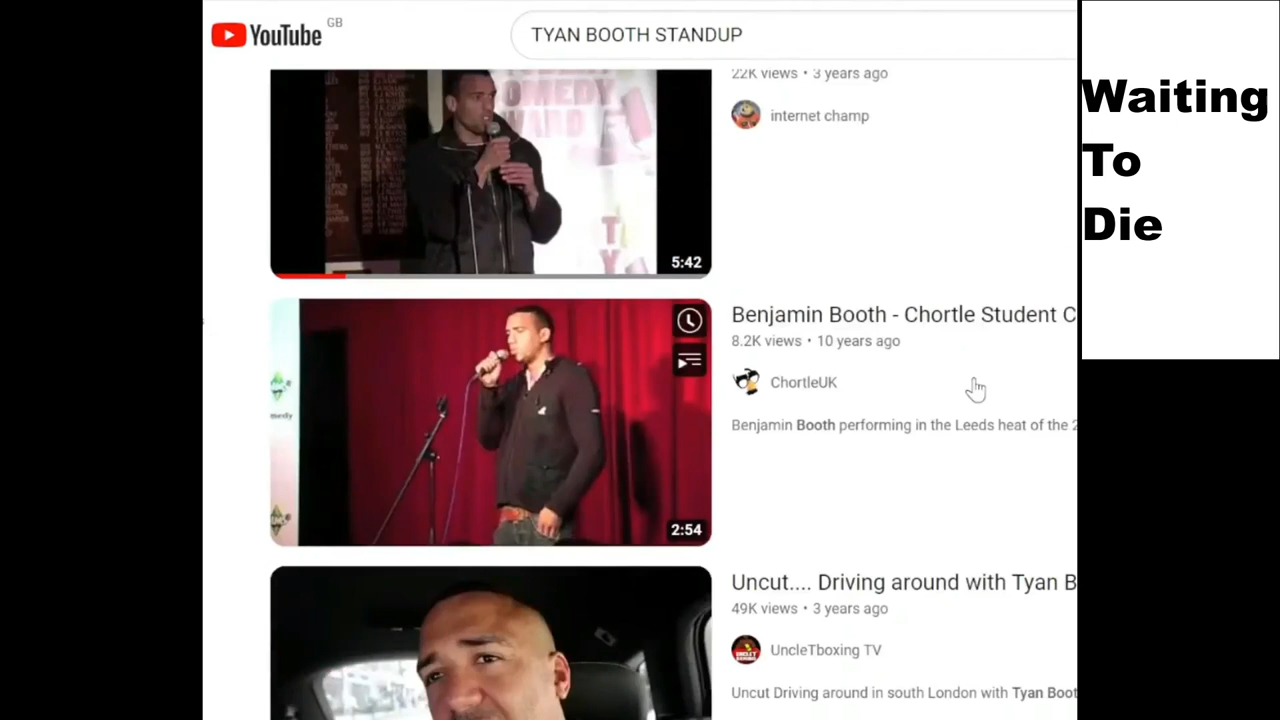 YouTube GB
TYAN BOOTH STANDUP
22K views • 3 years ago
internet champ
5:42
Benjamin Booth - Chortle Student C
8.2K views • 10 years ago
ChortleUK
Benjamin Booth performing in the Leeds heat of the 2
2:54
Uncut.... Driving around with Tyan B
49K views • 3 years ago
UncleTboxing TV
Uncut Driving around in south London with Tyan Boot
Waiting
To
Die